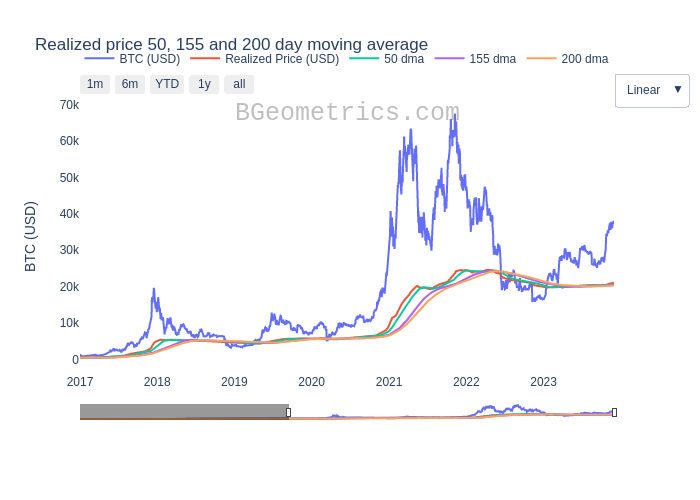 Realized price 50, 155 and 200 day moving average
BTC (USD) Realized Price (USD) 50 dma 155 dma 200 dma
1m 6m YTD 1y all
Linear ▼
BGeometrics.com
70k
60k
50k
40k
30k
20k
10k
0
BTC (USD)
2017 2018 2019 2020 2021 2022 2023